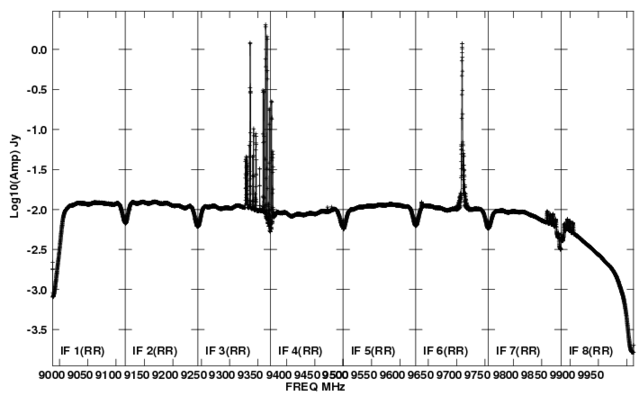 0.0
-0.5
-1.0
-1.5
-2.0
-2.5
-3.0
-3.5
Log10(Amp) Jy
IF 1(RR) IF 2(RR) IF 3(RR) IF 4(RR) IF 5(RR) IF 6(RR) IF 7(RR) IF 8(RR)
9000 9050 9100 9150 9200 9250 9300 9350 9400 9450 9500 9550 9600 9650 9700 9750 9800 9850 9900 9950
FREQ MHz